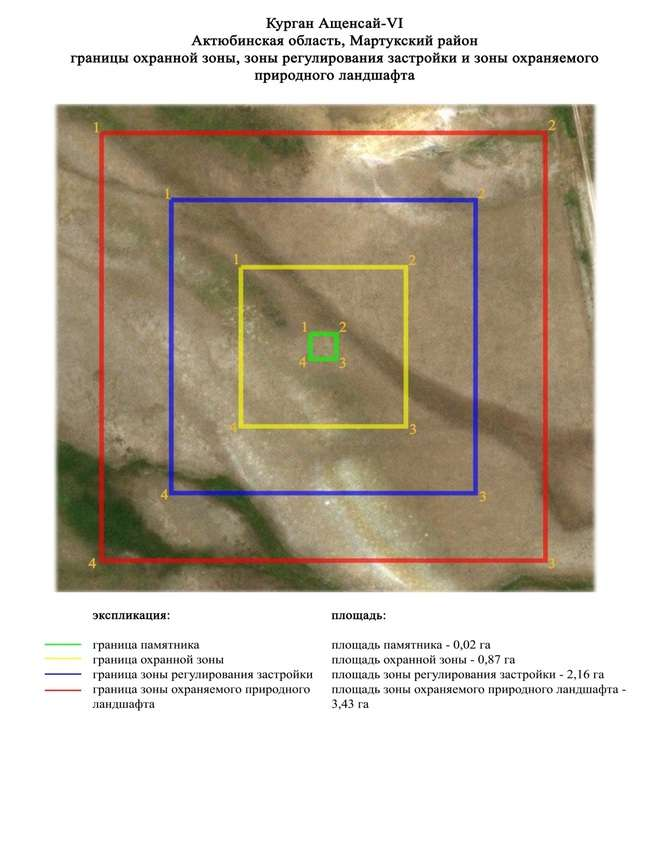 Курган Ащенсай-VI
Актюбинская область, Мартукский район
границы охранной зоны, зоны регулирования застройки и зоны охраняемого
природного ландшафта
1
2
1
2
1
2
1
2
4
3
4
3
4
3
4
3
экспликация:
площадь:
граница памятника
площадь памятника - 0,02 га
граница охранной зоны
площадь охранной зоны - 0,87 га
граница зоны регулирования застройки
площадь зоны регулирования застройки - 2,16 га
граница зоны охраняемого природного
ландшафта
площадь зоны охраняемого природного ландшафта -
3,43 га